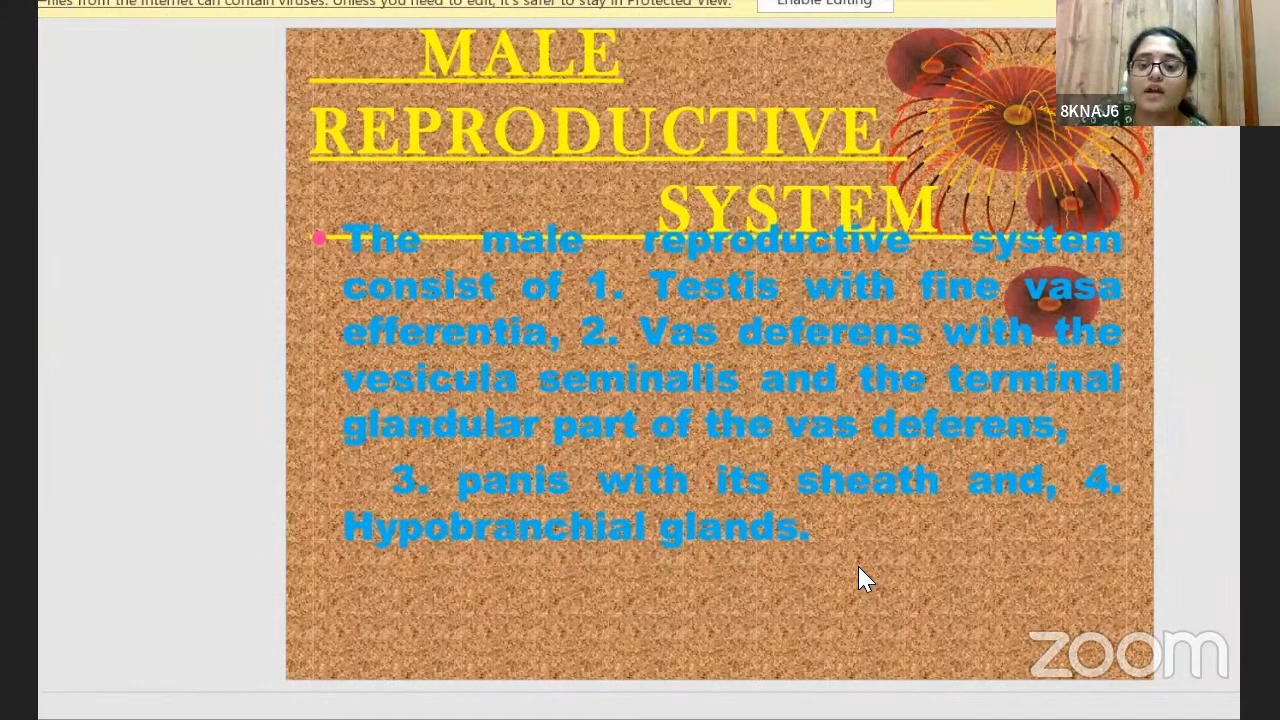 files from the Internet can contain viruses. Unless you need to edit, it's safer to stay in Protected View.
Enable Editing
8KNAJ6
MALE
REPRODUCTIVE
SYSTEM
The male reproductive system
consist of 1. Testis with fine vasa
efferentia, 2. Vas deferens with the
vesicula seminalis and the terminal
glandular part of the vas deferens,
3. panis with its sheath and, 4.
Hypobranchial glands.
zoom